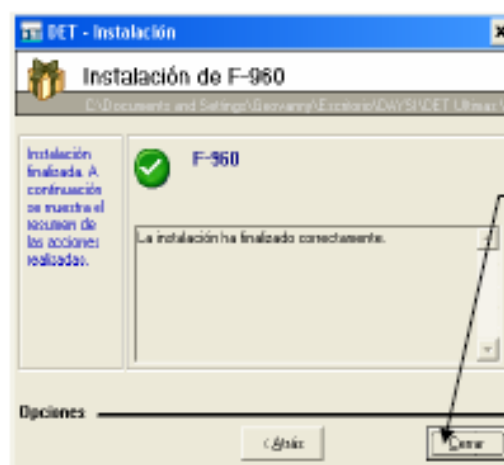 DET - Instalación
Instalación de F-960
C:\Documents and Settings\Geovanny\Escritorio\DAYSI\DET Ultimas\
Instalación
finalizada. A
continuación
se muestra el
resumen de
las acciones
realizadas.
F-960
La instalación ha finalizado correctamente.
Opciones
< Atrás
Cerrar